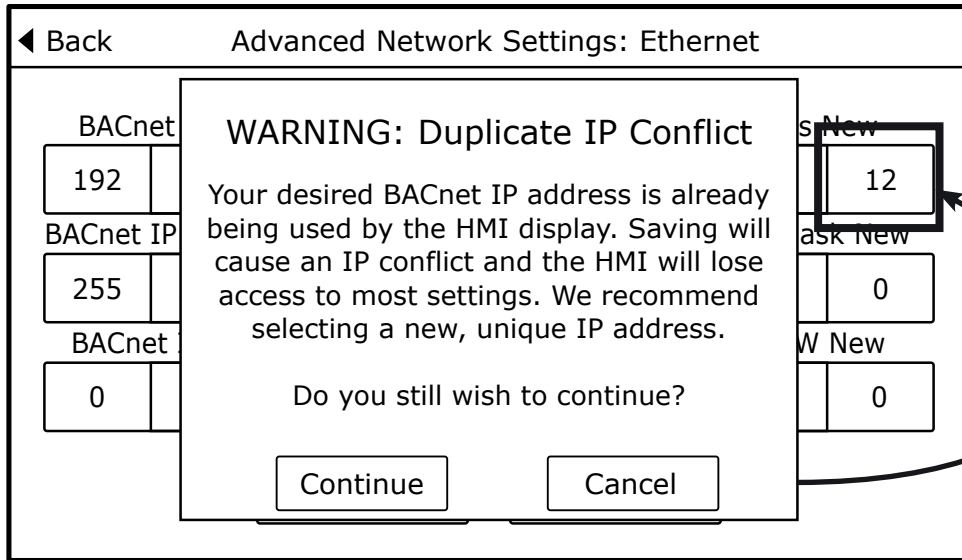 Back
Advanced Network Settings: Ethernet
BACnet
s New
WARNING: Duplicate IP Conflict
192
12
Your desired BACnet IP address is already
being used by the HMI display. Saving will
cause an IP conflict and the HMI will lose
access to most settings. We recommend
selecting a new, unique IP address.
BACnet IP
ask New
255
0
BACnet
W New
0
0
Do you still wish to continue?
Continue
Cancel